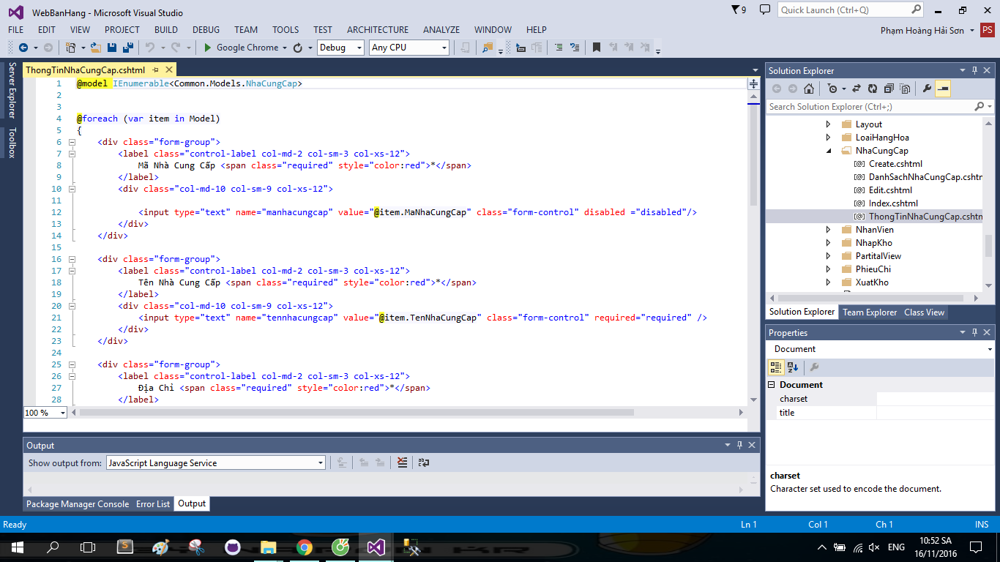 WebBanHang - Microsoft Visual Studio
9
Quick Launch (Ctrl+Q)
FILE EDIT VIEW PROJECT BUILD DEBUG TEAM TOOLS TEST ARCHITECTURE ANALYZE WINDOW HELP
Phạm Hoàng Hải Sơn PS
Google Chrome Debug Any CPU
Server Explorer
Toolbox
ThongTinNhaCungCap.cshtml
1 @model IEnumerable<Common.Models.NhaCungCap>
2
3
4 @foreach (var item in Model)
5 {
6 <div class="form-group">
7 <label class="control-label col-md-2 col-sm-3 col-xs-12">
8 Mã Nhà Cung Cấp <span class="required" style="color:red">*</span>
9 </label>
10 <div class="col-md-10 col-sm-9 col-xs-12">
11
12 <input type="text" name="manhacungcap" value="@item.MaNhaCungCap" class="form-control" disabled ="disabled"/>
13 </div>
14 </div>
15
16 <div class="form-group">
17 <label class="control-label col-md-2 col-sm-3 col-xs-12">
18 Tên Nhà Cung Cấp <span class="required" style="color:red">*</span>
19 </label>
20 <div class="col-md-10 col-sm-9 col-xs-12">
21 <input type="text" name="tennhacungcap" value="@item.TenNhaCungCap" class="form-control" required="required" />
22 </div>
23 </div>
24
25 <div class="form-group">
26 <label class="control-label col-md-2 col-sm-3 col-xs-12">
27 Địa Chỉ <span class="required" style="color:red">*</span>
28 </label>
100 %
Output
Show output from: JavaScript Language Service
Package Manager Console Error List Output
Solution Explorer
Search Solution Explorer (Ctrl+;)
Layout
LoaiHangHoa
NhaCungCap
Create.cshtml
DanhSachNhaCungCap.cshtn
Edit.cshtml
Index.cshtml
ThongTinNhaCungCap.cshtn
NhanVien
NhapKho
PartitalView
PhieuChi
XuatKho
Solution Explorer Team Explorer Class View
Properties
Document
Document
charset
title
charset
Character set used to encode the document.
Ready Ln 1 Col 1 Ch 1 INS
ENG
10:52 SA
16/11/2016